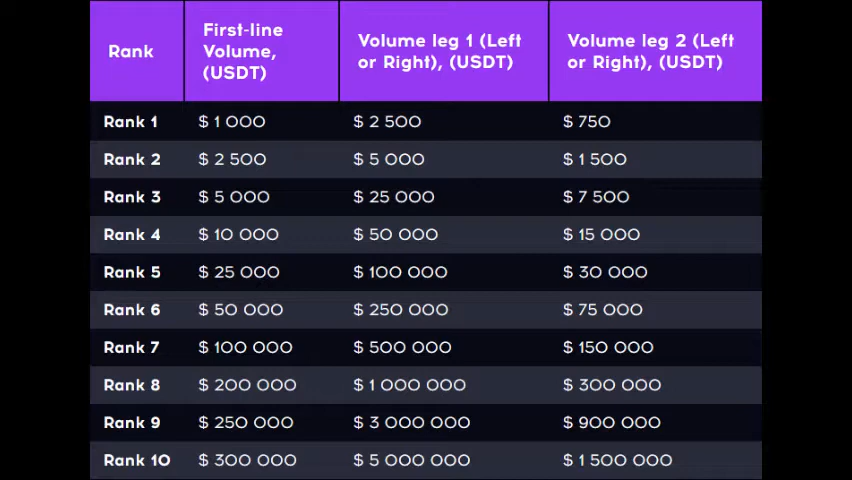 Rank
First-line
Volume,
(USDT)
Volume leg 1 (Left
or Right), (USDT)
Volume leg 2 (Left
or Right), (USDT)
Rank 1 $ 1 000 $ 2 500 $ 750
Rank 2 $ 2 500 $ 5 000 $ 1 500
Rank 3 $ 5 000 $ 25 000 $ 7 500
Rank 4 $ 10 000 $ 50 000 $ 15 000
Rank 5 $ 25 000 $ 100 000 $ 30 000
Rank 6 $ 50 000 $ 250 000 $ 75 000
Rank 7 $ 100 000 $ 500 000 $ 150 000
Rank 8 $ 200 000 $ 1 000 000 $ 300 000
Rank 9 $ 250 000 $ 3 000 000 $ 900 000
Rank 10 $ 300 000 $ 5 000 000 $ 1 500 000